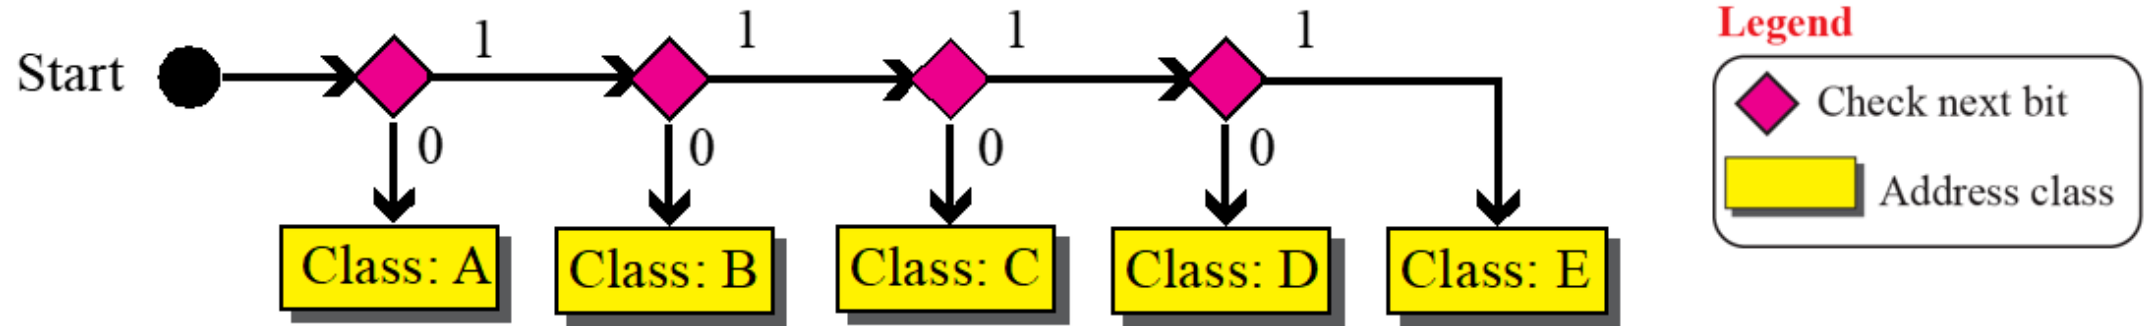 Start
1
1
1
1
0
0
0
0
Class: A
Class: B
Class: C
Class: D
Class: E
Legend
Check next bit
Address class